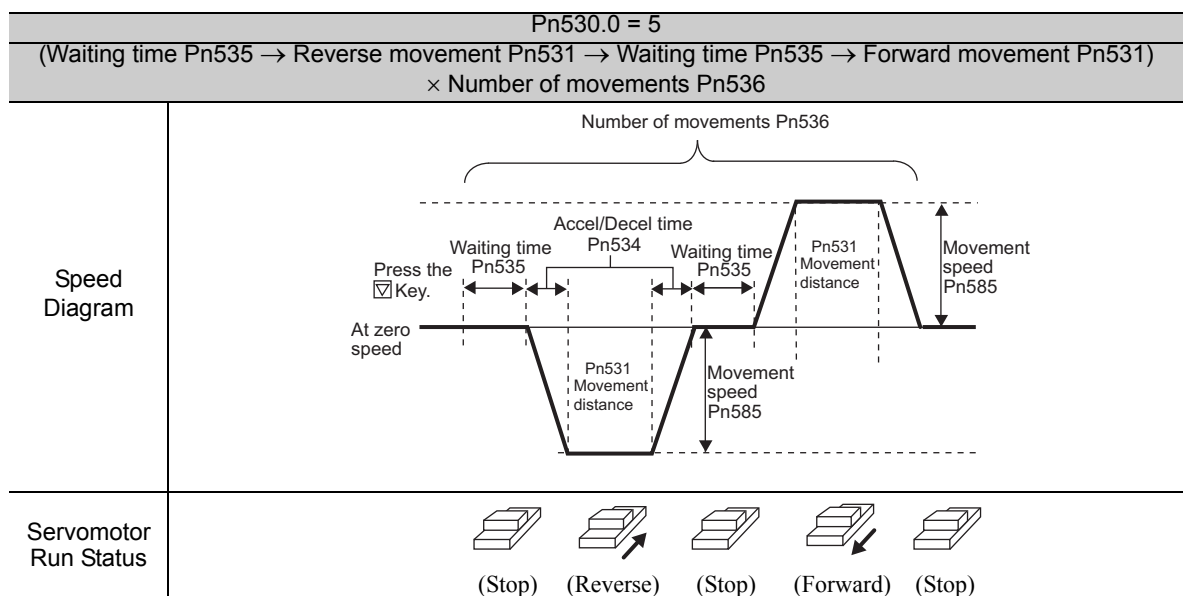 Pn530.0 = 5
(Waiting time Pn535 → Reverse movement Pn531 → Waiting time Pn535 → Forward movement Pn531)
× Number of movements Pn536
Speed
Diagram
Number of movements Pn536
Accel/Decel time
Pn534
Waiting time
Pn535
Waiting time
Pn535
Press the
▽ Key.
Pn531
Movement
distance
Movement
speed
Pn585
At zero
speed
Pn531
Movement
distance
Movement
speed
Pn585
Servomotor
Run Status
(Stop) (Reverse) (Stop) (Forward) (Stop)